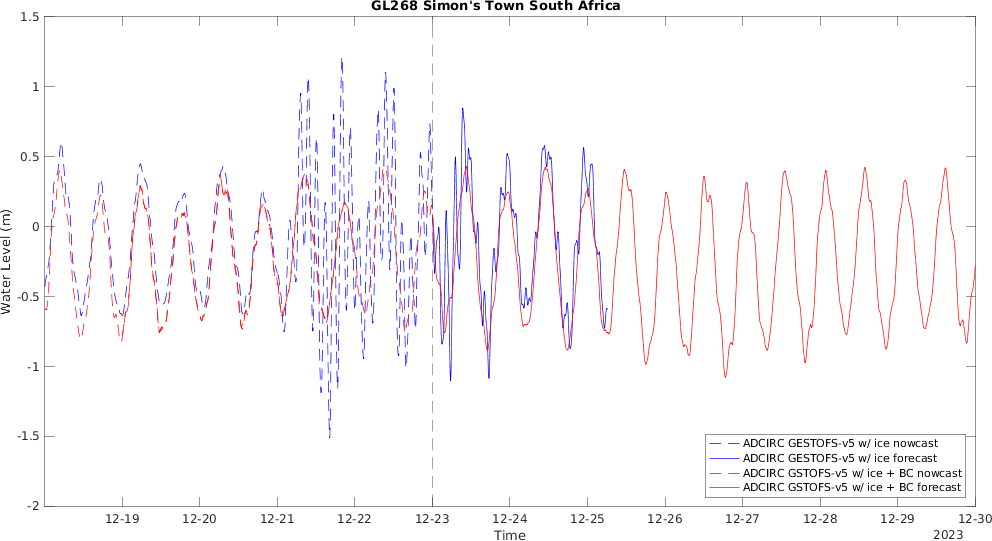 GL268 Simon's Town South Africa
1.5
1
0.5
0
-0.5
-1
-1.5
-2
Water Level (m)
ADCIRC GESTOFS-v5 w/ ice nowcast
ADCIRC GESTOFS-v5 w/ ice forecast
ADCIRC GSTOFS-v5 w/ ice + BC nowcast
ADCIRC GSTOFS-v5 w/ ice + BC forecast
12-19 12-20 12-21 12-22 12-23 12-24 12-25 12-26 12-27 12-28 12-29 12-30
Time
2023